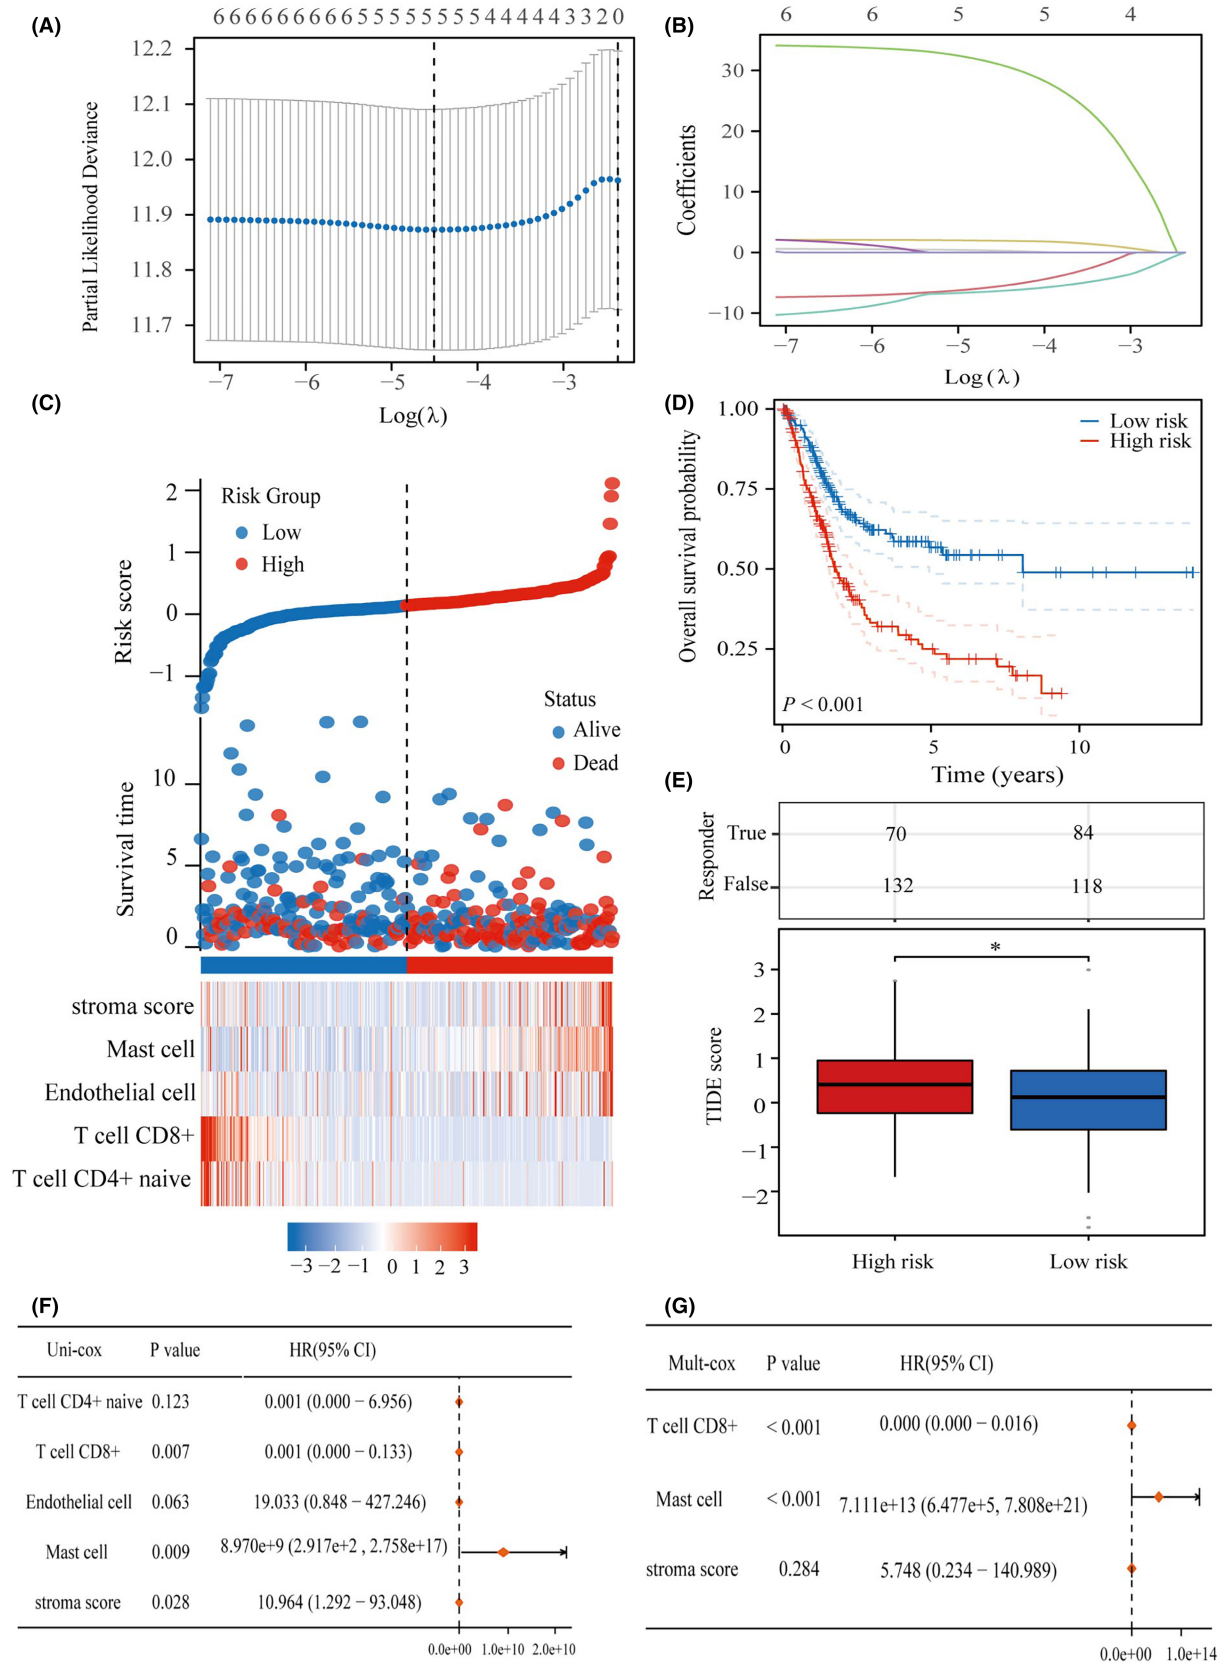 (A)
6 6 6 6 6 6 6 6 6 5 5 5 5 5 5 5 5 4 4 4 4 4 3 3 2 0
12.2
12.1
12.0
11.9
11.8
11.7
Partial Likelihood Deviance
−7 −6 −5 −4 −3
Log(λ)
(B)
6 6 5 5 4
30
20
10
0
−10
Coefficients
−7 −6 −5 −4 −3
Log (λ)
(C)
2
1
0
−1
Risk score
Risk Group
Low
High
Status
Alive
Dead
10
5
0
Survival time
stroma score
Mast cell
Endothelial cell
T cell CD8+
T cell CD4+ naive
−3 −2 −1 0 1 2 3
(D)
1.00
0.75
0.50
0.25
Overall survival probability
Low risk
High risk
P < 0.001
0 5 10
Time (years)
(E)
Responder
True 70 84
False 132 118
*
3
2
1
0
−1
−2
TIDE score
High risk Low risk
(F)
Uni-cox P value HR(95% CI)
T cell CD4+ naive 0.123 0.001 (0.000 − 6.956)
T cell CD8+ 0.007 0.001 (0.000 − 0.133)
Endothelial cell 0.063 19.033 (0.848 − 427.246)
Mast cell 0.009 8.970e+9 (2.917e+2 , 2.758e+17)
stroma score 0.028 10.964 (1.292 − 93.048)
0.0e+00 1.0e+10 2.0e+10
(G)
Mult-cox P value HR(95% CI)
T cell CD8+ < 0.001 0.000 (0.000 − 0.016)
Mast cell < 0.001 7.111e+13 (6.477e+5, 7.808e+21)
stroma score 0.284 5.748 (0.234 − 140.989)
0.0e+00 1.0e+14